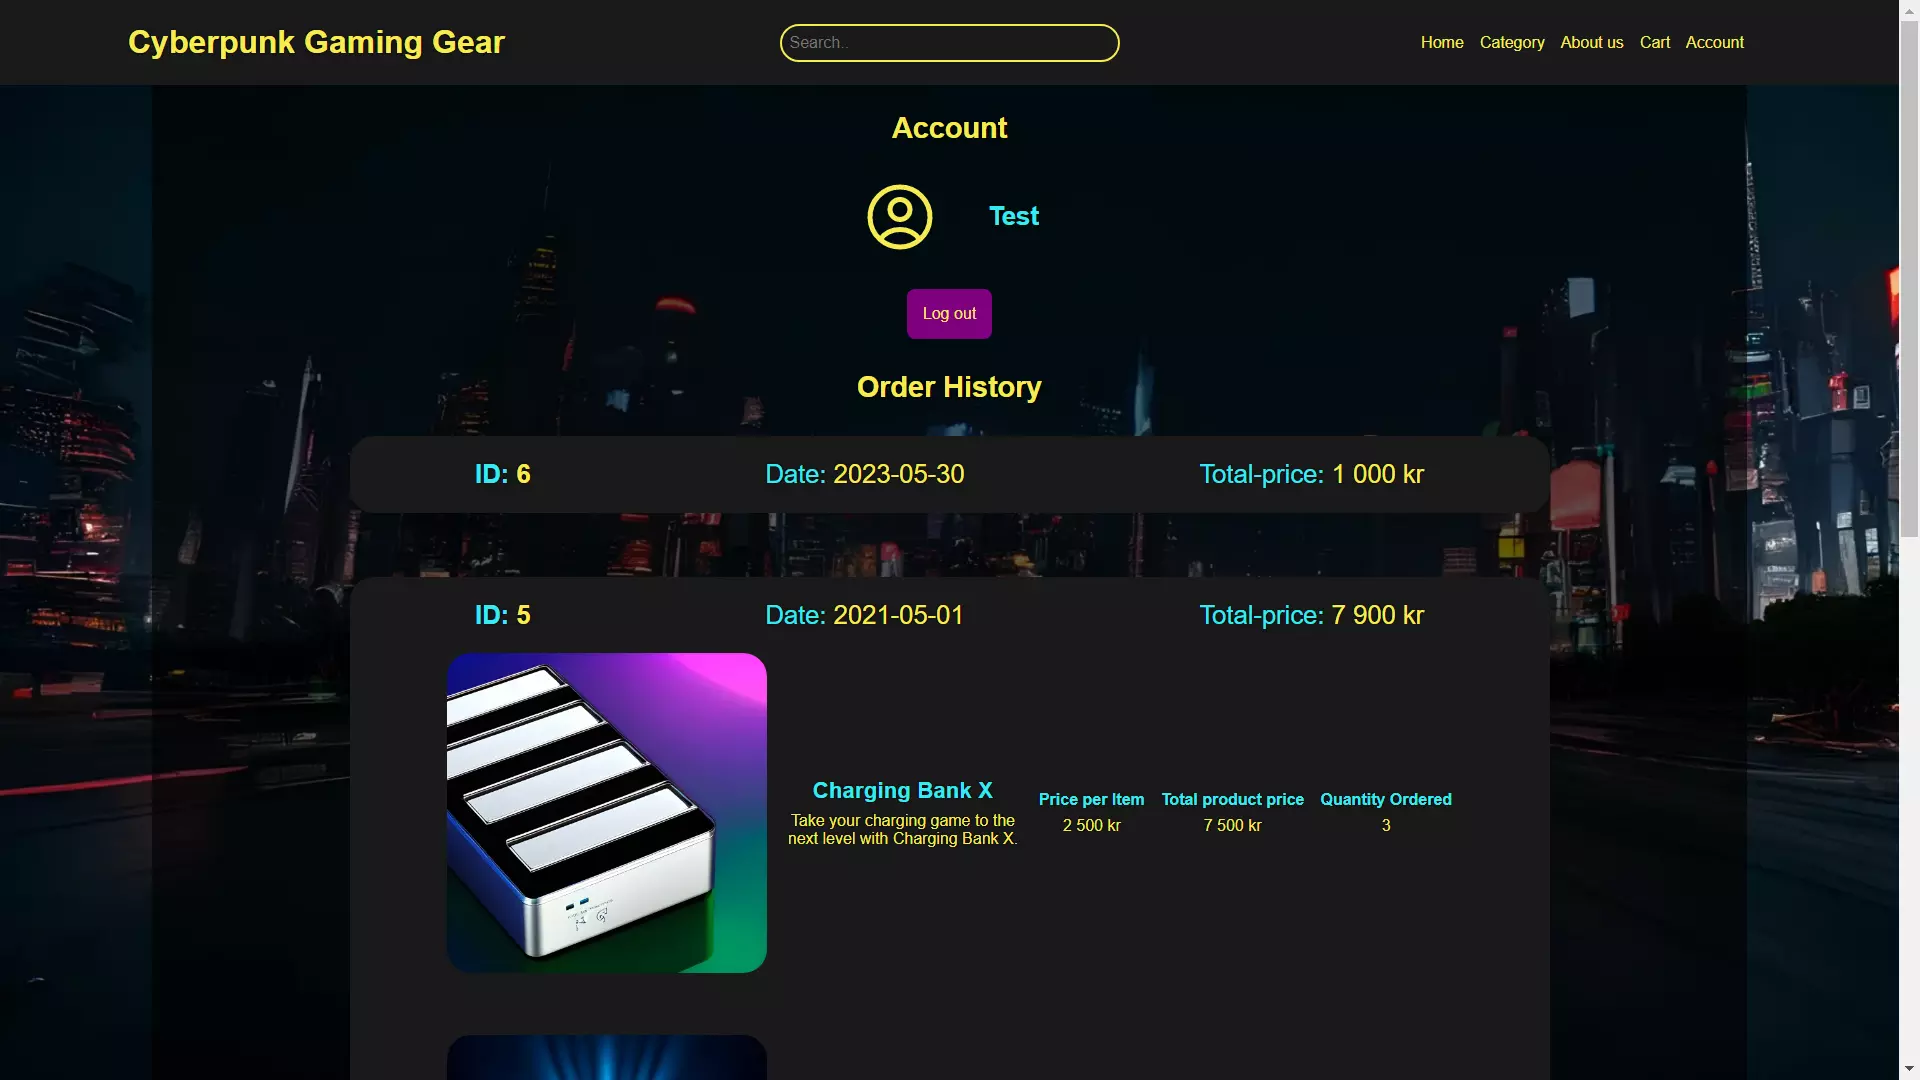 Cyberpunk Gaming Gear
Search..
Home Category About us Cart Account
Account
Test
Log out
Order History
ID: 6 Date: 2023-05-30 Total-price: 1 000 kr
ID: 5 Date: 2021-05-01 Total-price: 7 900 kr
Charging Bank X
Take your charging game to the
next level with Charging Bank X.
Price per Item Total product price Quantity Ordered
2 500 kr 7 500 kr 3